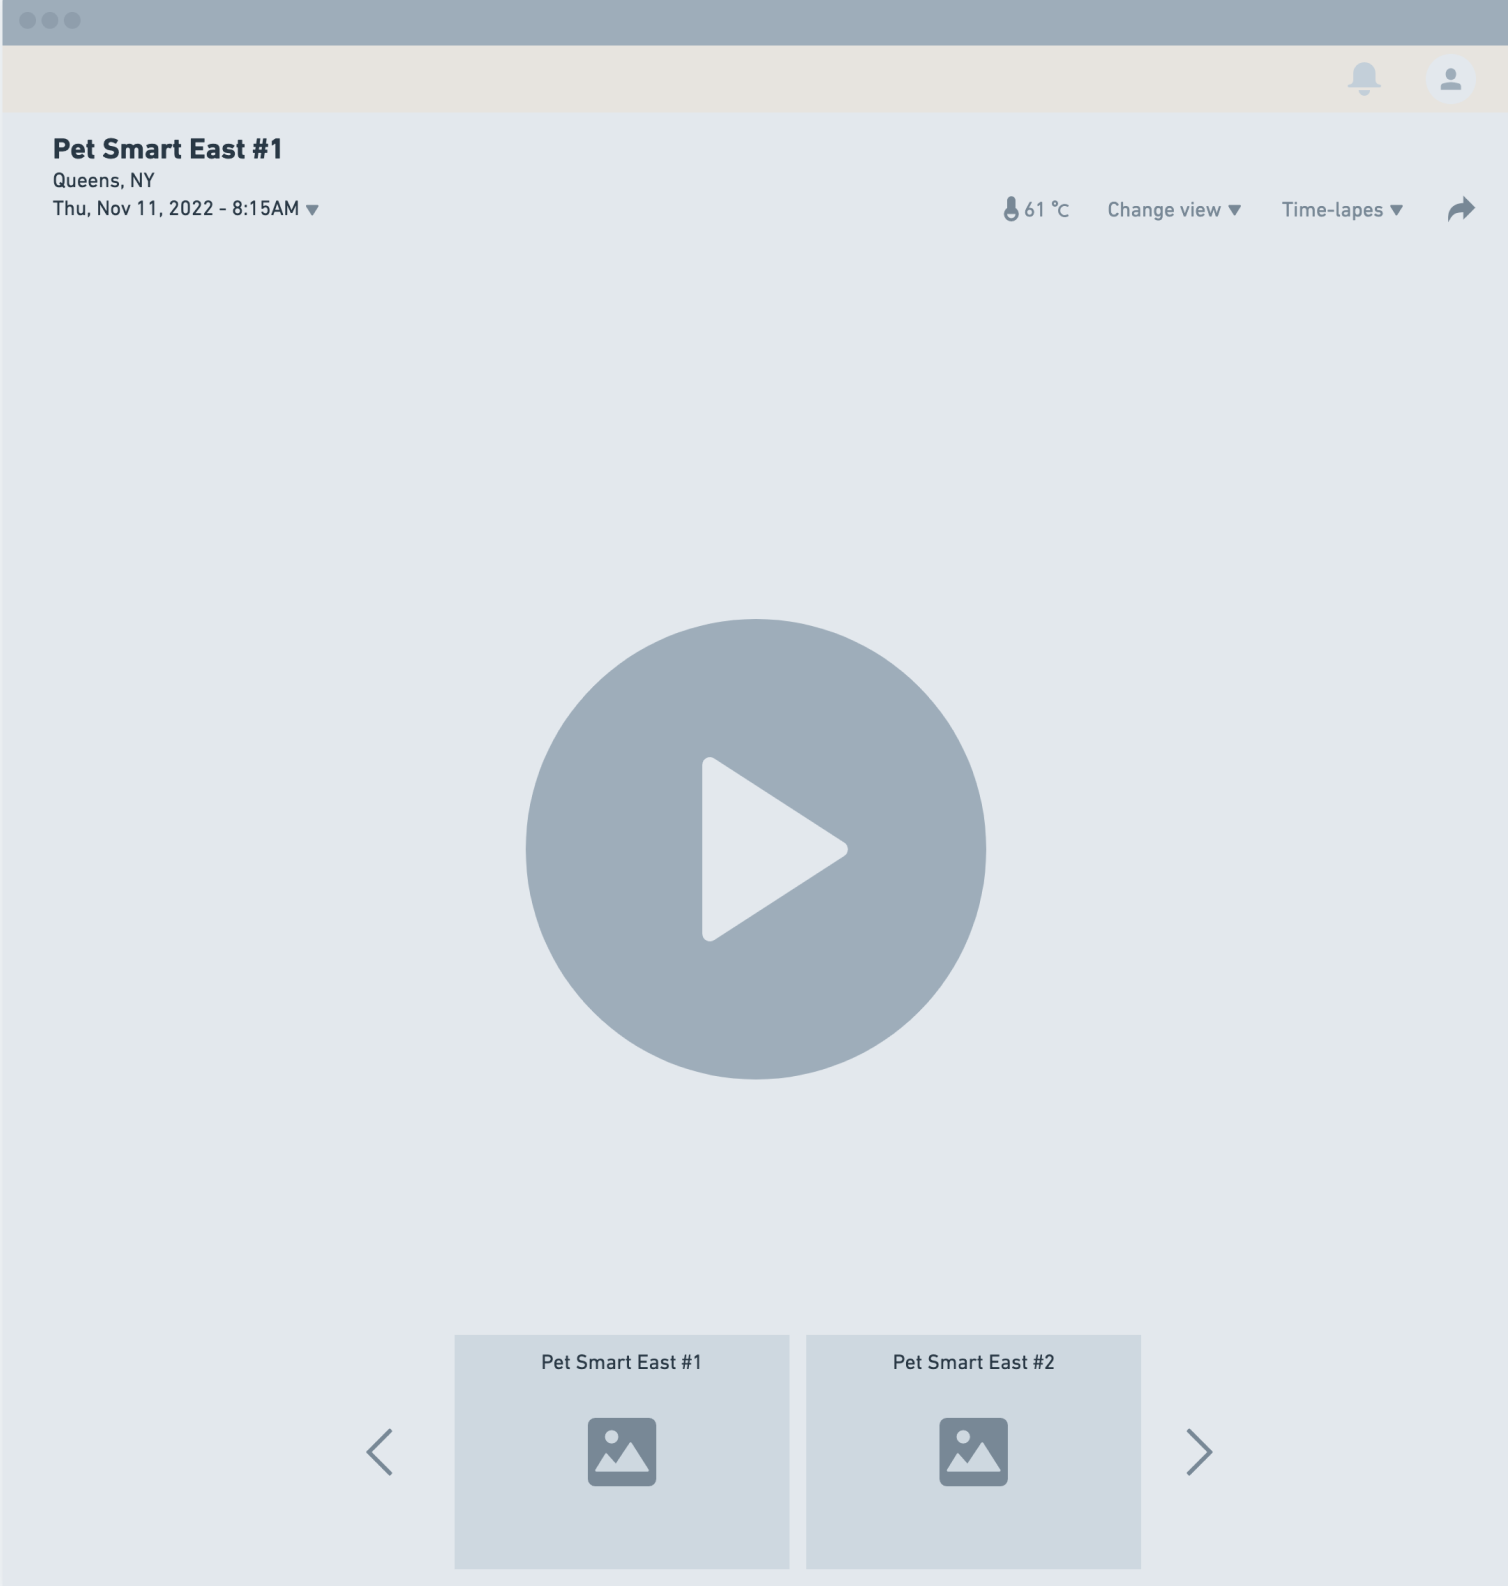 Pet Smart East #1
Queens, NY
Thu, Nov 11, 2022 - 8:15AM
61 °C
Change view
Time-lapes
Pet Smart East #1
Pet Smart East #2